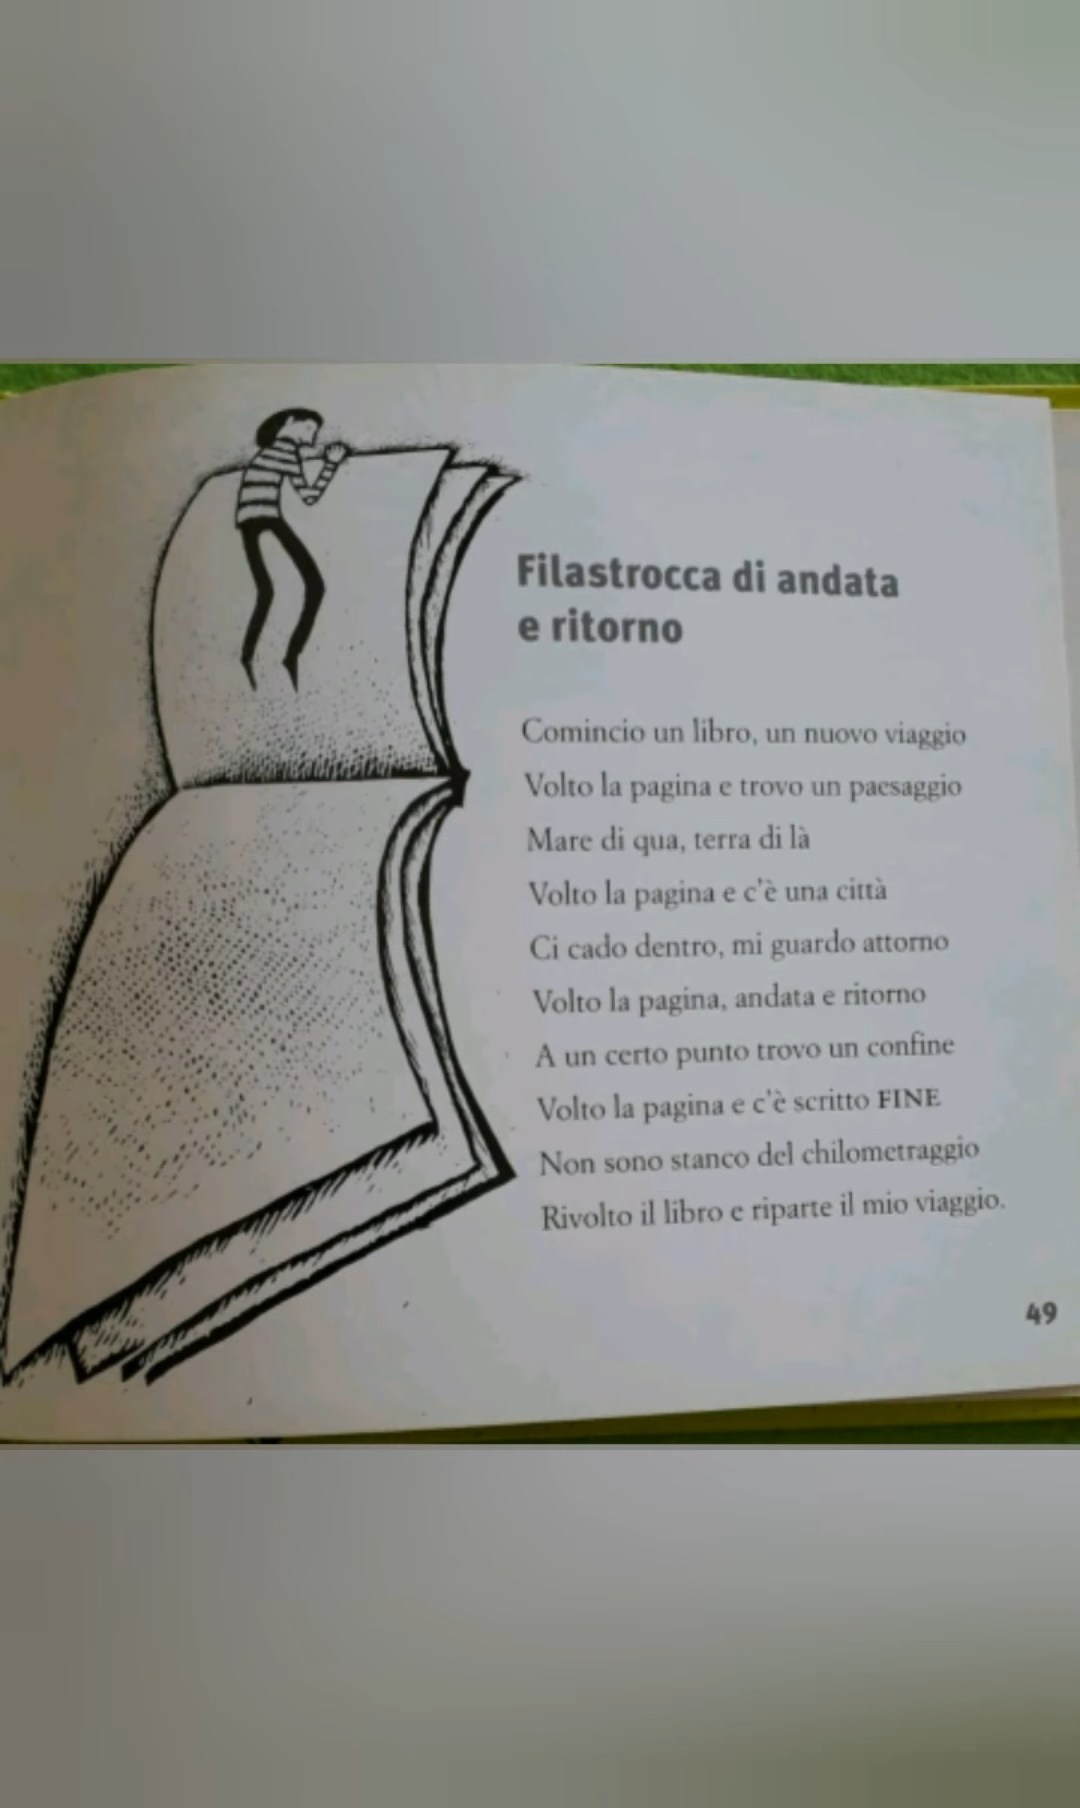 Filastrocca di andata
e ritorno
Comincio un libro, un nuovo viaggio
Volto la pagina e trovo un paesaggio
Mare di qua, terra di là
Volto la pagina e c'è una città
Ci cado dentro, mi guardo attorno
Volto la pagina, andata e ritorno
A un certo punto trovo un confine
Volto la pagina e c'è scritto FINE
Non sono stanco del chilometraggio
Rivolto il libro e riparte il mio viaggio.
49